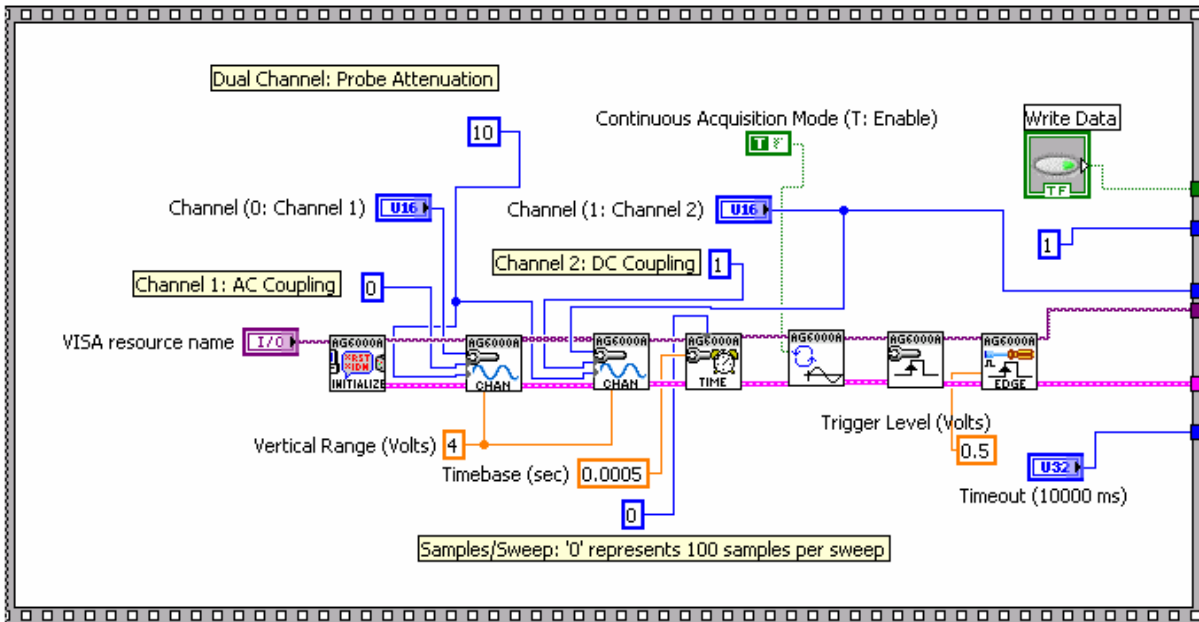 Dual Channel: Probe Attenuation
10
Continuous Acquisition Mode (T: Enable)
T
Write Data
TF
Channel (0: Channel 1)
U16
Channel (1: Channel 2)
U16
1
Channel 1: AC Coupling
0
Channel 2: DC Coupling
1
VISA resource name
I/O
AG6000A
INITIALIZE
AG6000A
CHAN
AG6000A
CHAN
AG6000A
TIME
AG6000A
AG6000A
AG6000A
EDGE
Vertical Range (Volts)
4
Timebase (sec)
0.0005
Trigger Level (Volts)
0.5
0
U32
Timeout (10000 ms)
Samples/Sweep: '0' represents 100 samples per sweep